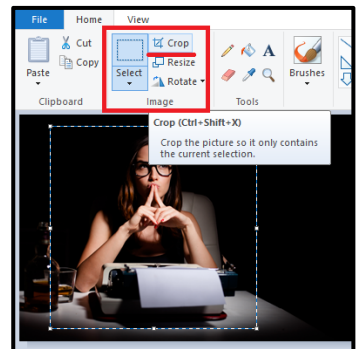 File Home View
Cut
Copy
Paste
Clipboard
Crop
Resize
Rotate
Select
Image
Tools
Brushes
Crop (Ctrl+Shift+X)
Crop the picture so it only contains
the current selection.